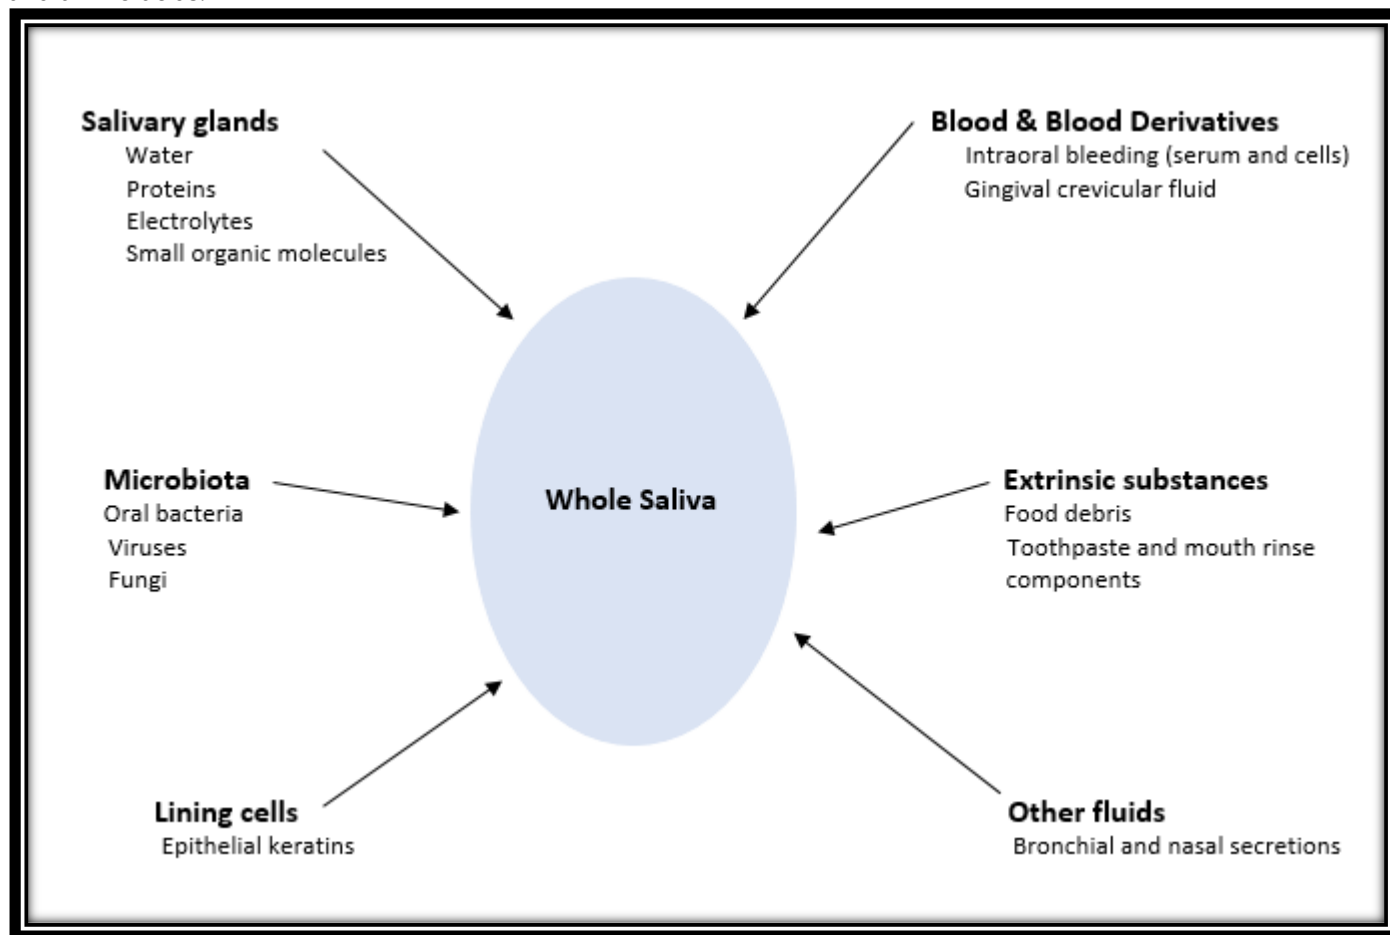 Salivary glands
Water
Proteins
Electrolytes
Small organic molecules
Blood & Blood Derivatives
Intraoral bleeding (serum and cells)
Gingival crevicular fluid
Microbiota
Oral bacteria
Viruses
Fungi
Whole Saliva
Extrinsic substances
Food debris
Toothpaste and mouth rinse
components
Lining cells
Epithelial keratins
Other fluids
Bronchial and nasal secretions